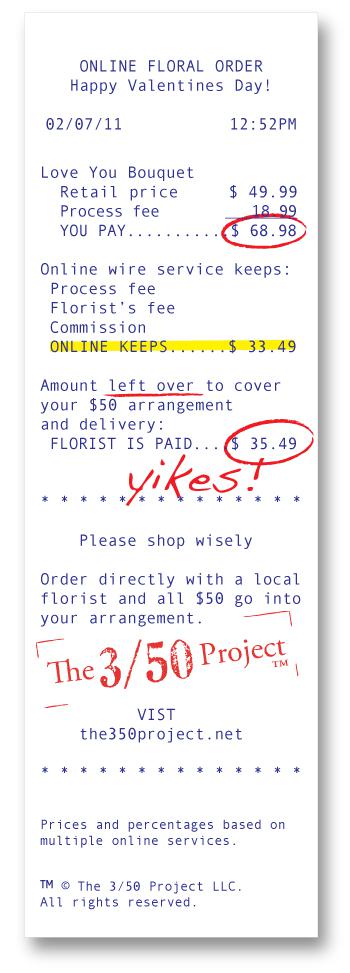 ONLINE FLORAL ORDER
Happy Valentines Day!
02/07/11 12:52PM
Love You Bouquet
Retail price $ 49.99
Process fee 18.99
YOU PAY..........$ 68.98
Online wire service keeps:
Process fee
Florist's fee
Commission
ONLINE KEEPS......$ 33.49
Amount left over to cover
your $50 arrangement
and delivery:
FLORIST IS PAID...$ 35.49
yikes!
* * * * * * * * * * * * * *
Please shop wisely
Order directly with a local
florist and all $50 go into
your arrangement.
The 3/50 Project™
VIST
the350project.net
* * * * * * * * * * * * * *
Prices and percentages based on
multiple online services.
™ © The 3/50 Project LLC.
All rights reserved.